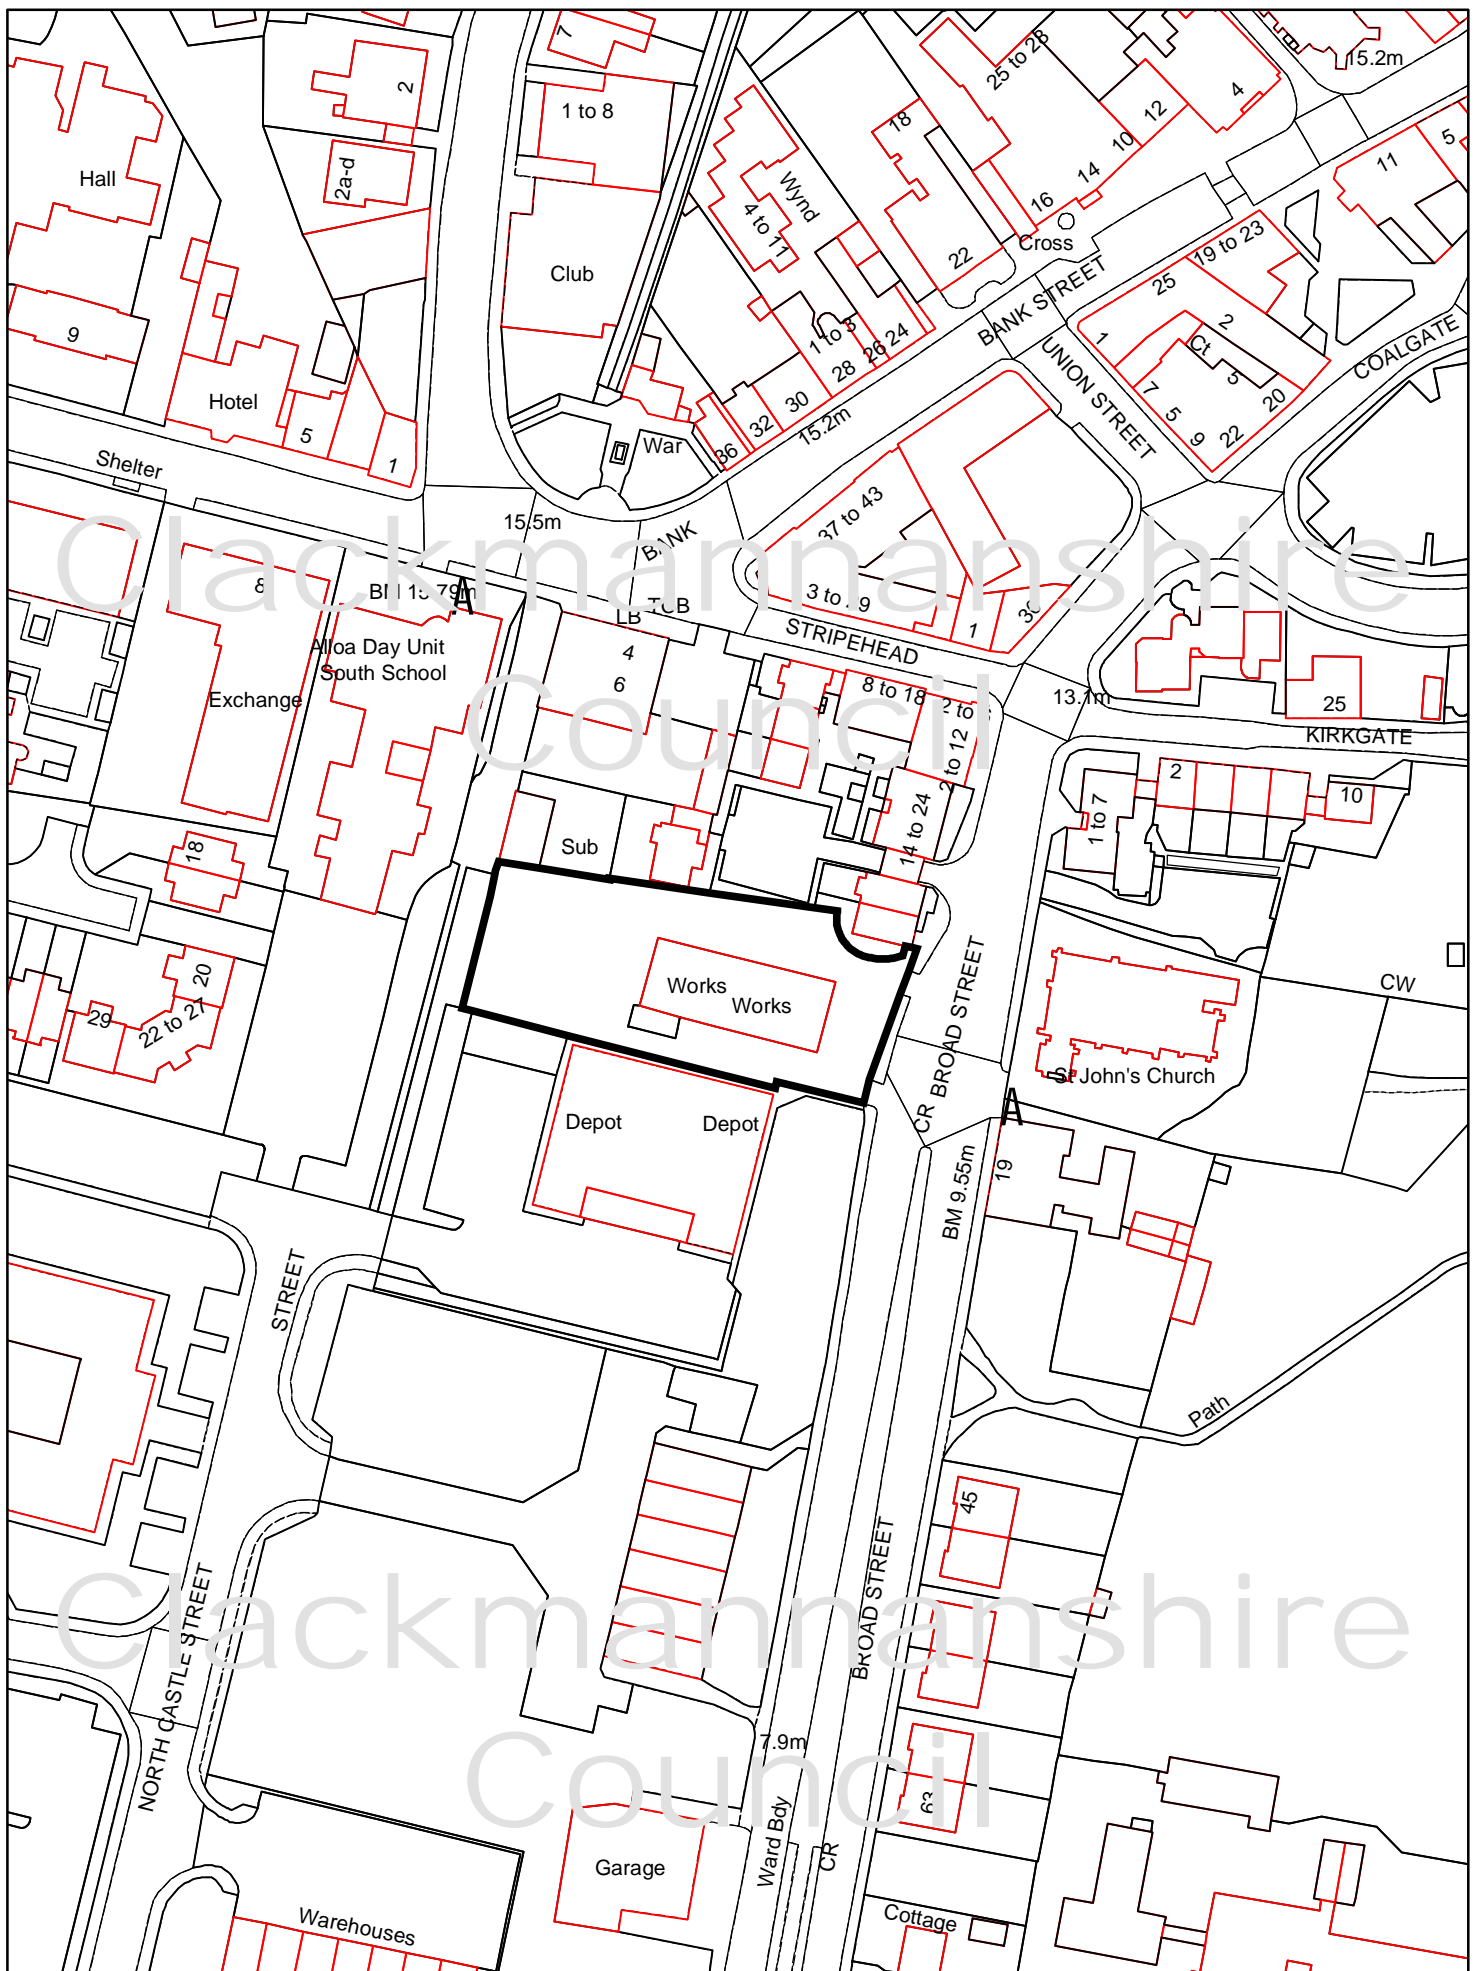 7
25 to 28
15.2m
2
1 to 8
18
12
4
10
5
11
Hall
2a-d
Wynd
4 to 11
14
16
Cross
22
19 to 23
Club
BANK STREET
25
9
1 to 3
26 24
28
1
2
Ct
5
COALGATE
UNION STREET
Hotel
30
7
5
20
5
32
15.2m
9
22
1
War
36
Shelter
37 to 43
15.5m
BANK
Clackmannanshire
Council
8
BM 15.79m
A
LB
TCB
3 to 29
1
STRIPEHEAD
Alloa Day Unit
South School
4
6
Exchange
8 to 18
2 to
13.1m
25
KIRKGATE
2 to 12
2
10
1 to 7
14 to 24
Sub
18
20
22 to 27
29
Works
Works
BROAD STREET
CW
St John's Church
A
Depot
Depot
CR
BM 9.55m
19
STREET
Path
45
BROAD STREET
NORTH CASTLE STREET
Clackmannanshire
Council
7.9m
63
Ward Bdy
CR
Garage
Cottage
Warehouses